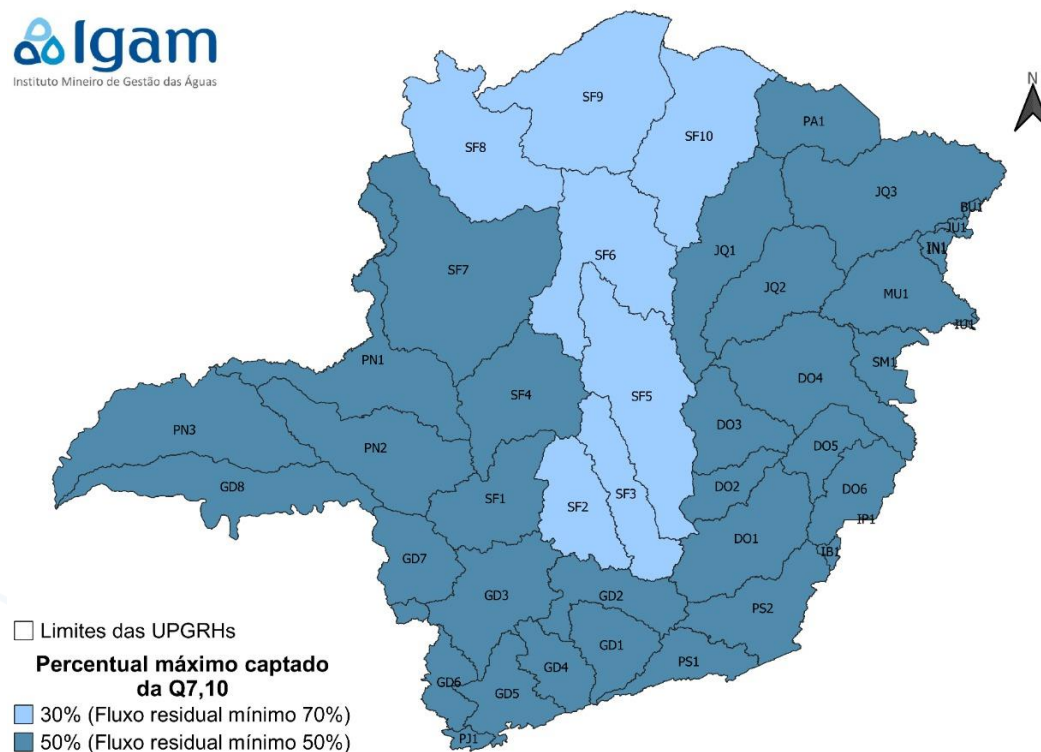 Igam
Instituto Mineiro de Gestão das Águas
N
SF9
SF8
SF10
PA1
JQ3
BU1
JU1
IN1
JQ1
SF6
SF7
JQ2
MU1
IU1
SM1
PN1
DO4
SF4
SF5
DO3
PN3
PN2
DO5
GD8
DO2
DO6
SF1
SF2
SF3
IP1
DO1
IB1
GD7
GD3
GD2
PS2
Limites das UPGRHs
GD1
PS1
Percentual máximo captado
da Q7,10
GD6
GD5
GD4
30% (Fluxo residual mínimo 70%)
50% (Fluxo residual mínimo 50%)
PJ1